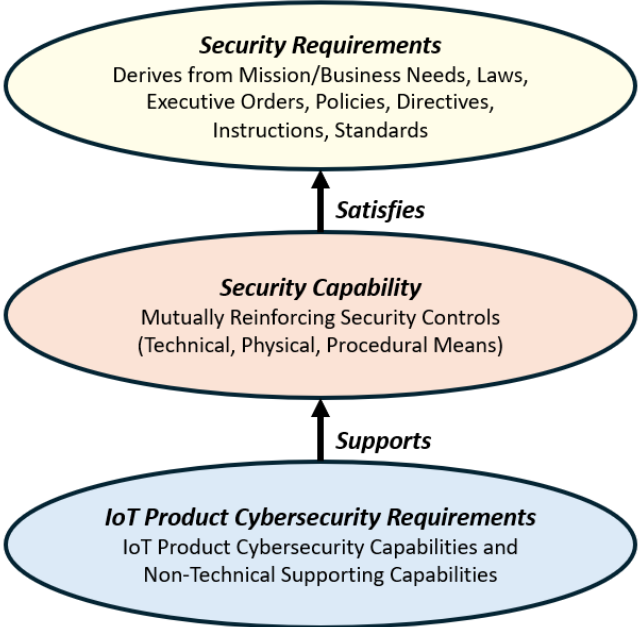 Security Requirements
Derives from Mission/Business Needs, Laws,
Executive Orders, Policies, Directives,
Instructions, Standards
Satisfies
Security Capability
Mutually Reinforcing Security Controls
(Technical, Physical, Procedural Means)
Supports
IoT Product Cybersecurity Requirements
IoT Product Cybersecurity Capabilities and
Non-Technical Supporting Capabilities